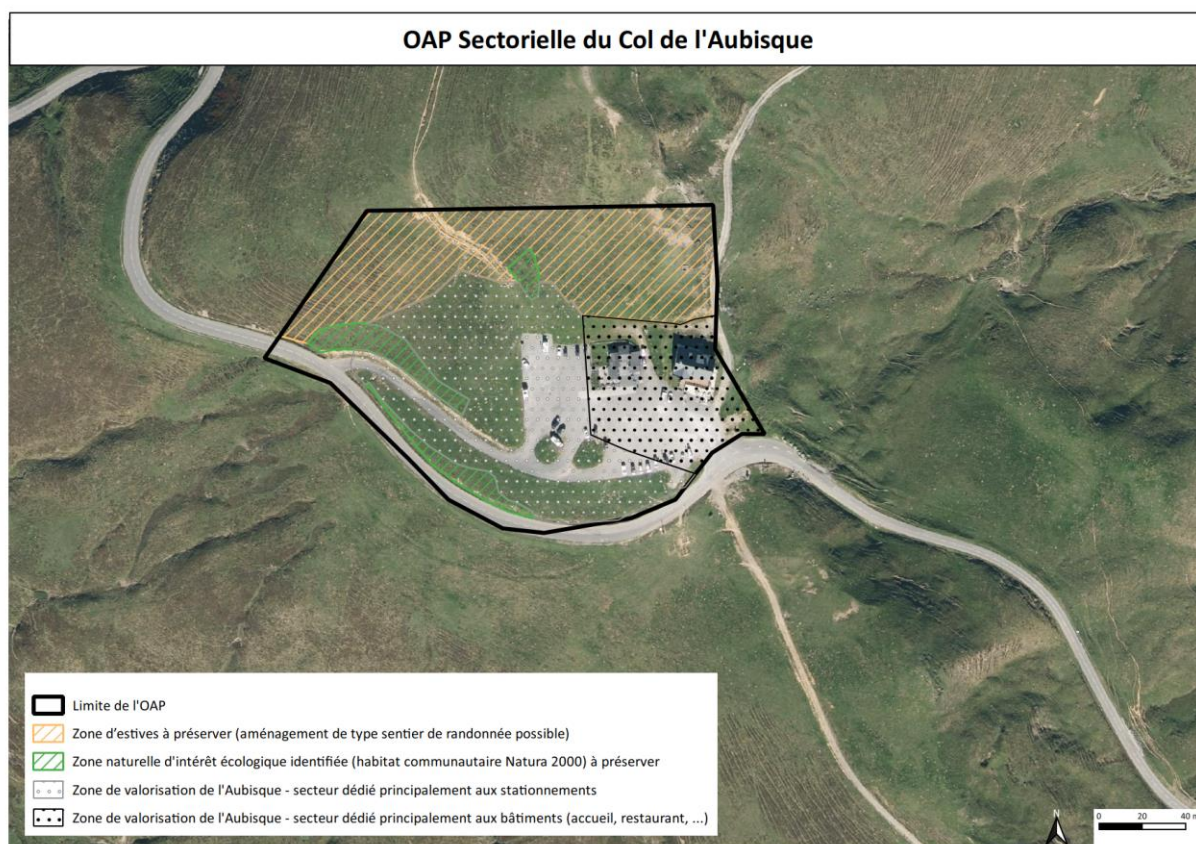 OAP Sectorielle du Col de l'Aubisque
Limite de l'OAP
Zone d’estives à préserver (aménagement de type sentier de randonnée possible)
Zone naturelle d'intérêt écologique identifiée (habitat communautaire Natura 2000) à préserver
Zone de valorisation de l'Aubisque - secteur dédié principalement aux stationnements
Zone de valorisation de l'Aubisque - secteur dédié principalement aux bâtiments (accueil, restaurant, ...)
N
0 20 40 m